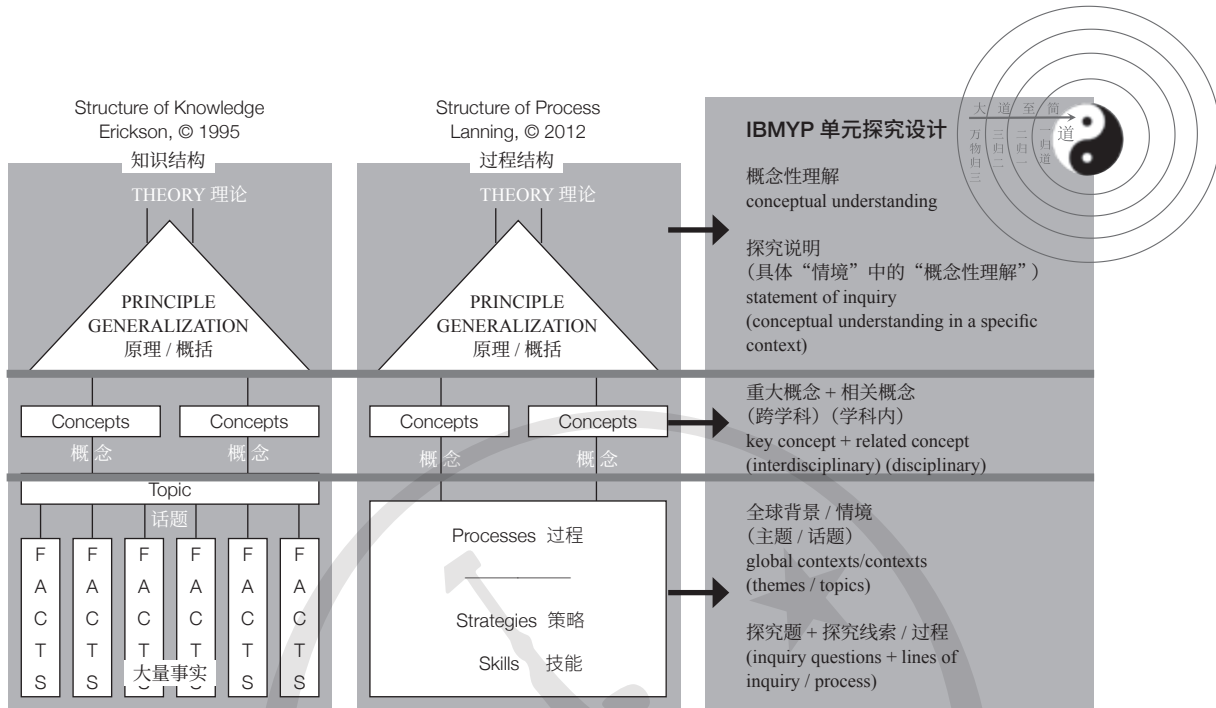 Structure of Knowledge
Erickson, © 1995
知识结构
THEORY 理论
PRINCIPLE
GENERALIZATION
原理 / 概括
Concepts
Concepts
概 念
概 念
Topic
话题
FACTS
FACTS
FACTS
FACTS
FACTS
FACTS
大量事实
Structure of Process
Lanning, © 2012
过程结构
THEORY 理论
PRINCIPLE
GENERALIZATION
原理 / 概括
Concepts
Concepts
概 念
概 念
Processes 过程
Strategies 策略
Skills 技能
大 道 至 简
万物归三
三归二
二归一
一归道
道
IBMYP 单元探究设计
概念性理解
conceptual understanding
探究说明
（具体“情境”中的“概念性理解”）
statement of inquiry
(conceptual understanding in a specific
context)
重大概念 + 相关概念
（跨学科）（学科内）
key concept + related concept
(interdisciplinary) (disciplinary)
全球背景 / 情境
（主题 / 话题）
global contexts/contexts
(themes / topics)
探究题 + 探究线索 / 过程
(inquiry questions + lines of
inquiry / process)